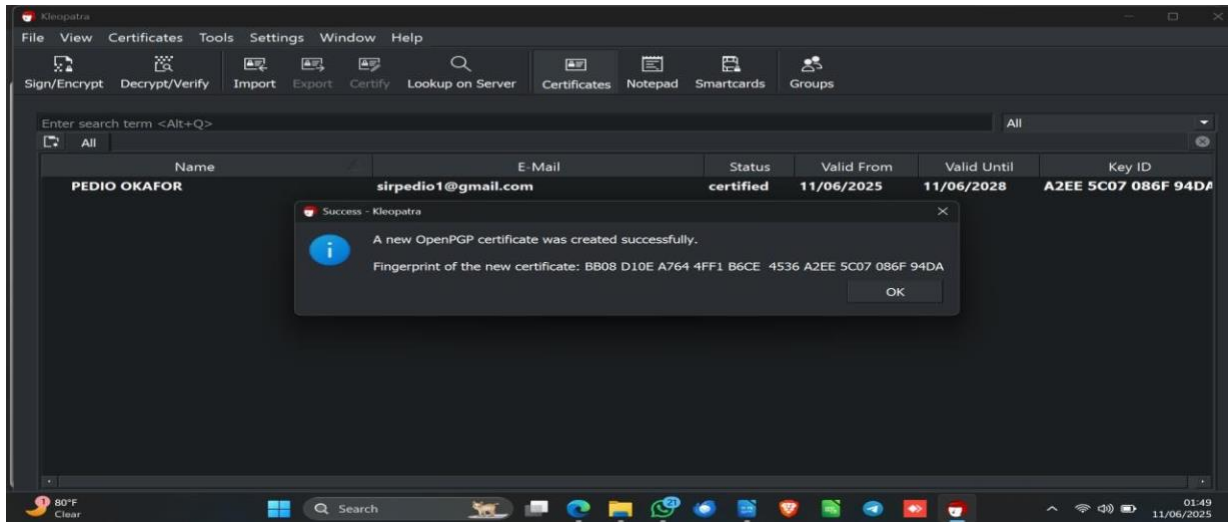 Kleopatra
File View Certificates Tools Settings Window Help
Sign/Encrypt Decrypt/Verify Import Export Certify Lookup on Server Certificates Notepad Smartcards Groups
Enter search term <Alt+Q> All
All
Name E-Mail Status Valid From Valid Until Key ID
PEDIO OKAFOR sirpedio1@gmail.com certified 11/06/2025 11/06/2028 A2EE 5C07 086F 94DA
Success - Kleopatra
A new OpenPGP certificate was created successfully.
Fingerprint of the new certificate: BB08 D10E A764 4FF1 B6CE 4536 A2EE 5C07 086F 94DA
OK
1 80°F Search 29 01:49
Clear 11/06/2025